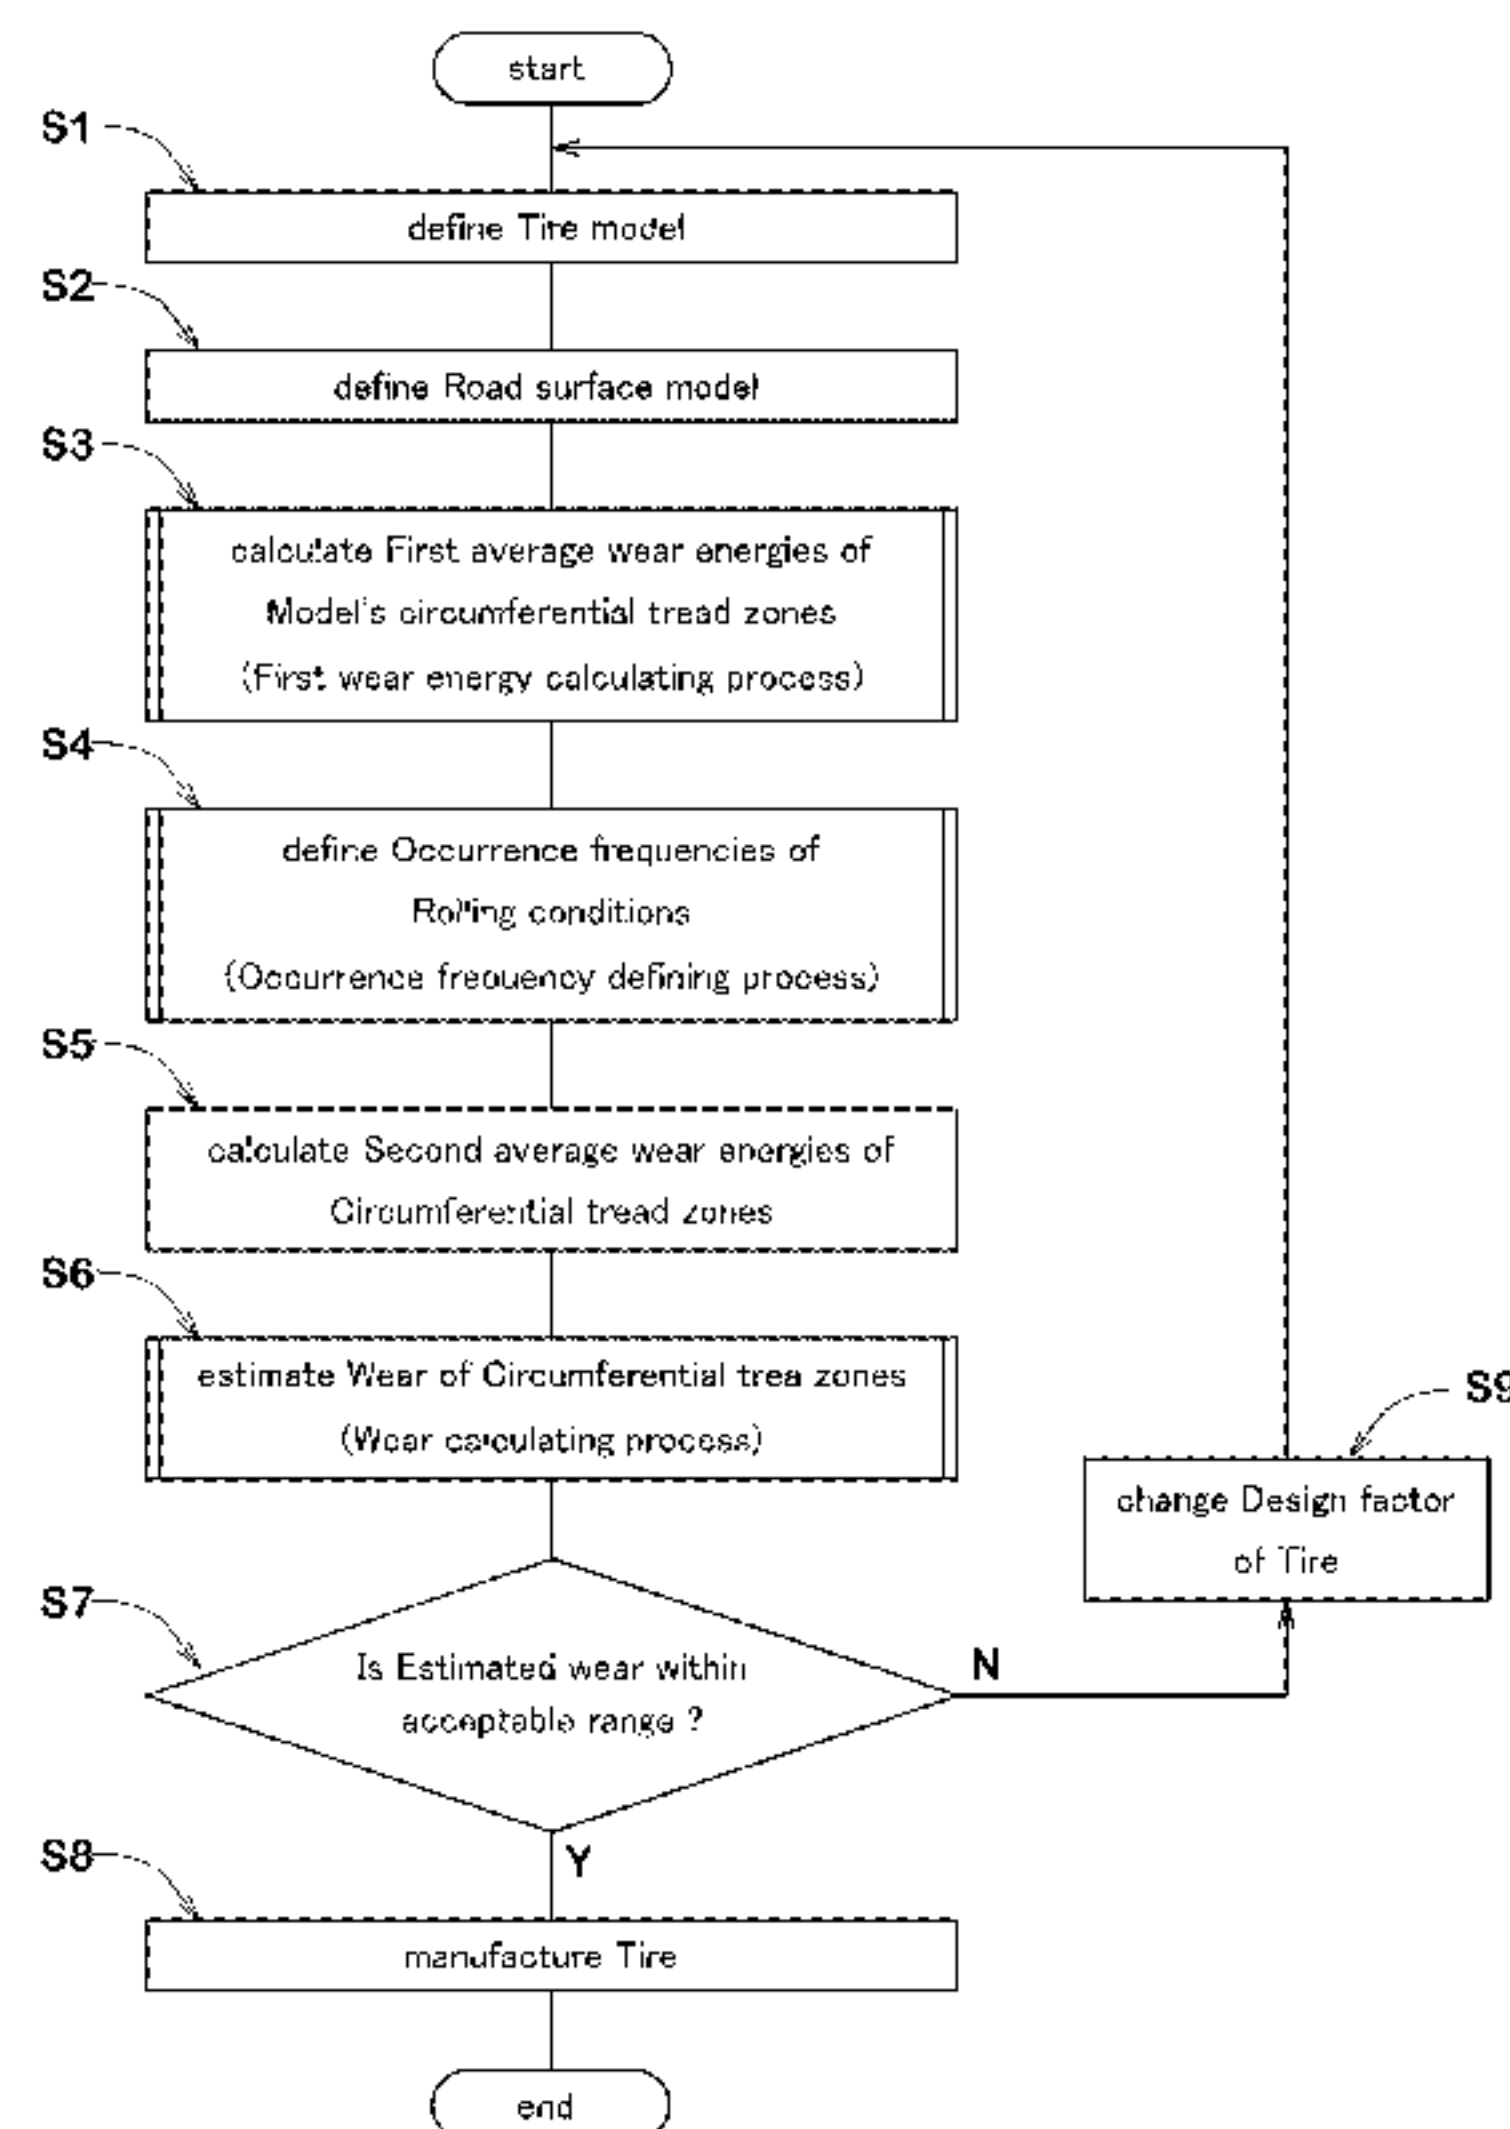 start
S1
define Tire model
S2
define Road surface model
S3
calculate First average wear energies of
Model's circumferential tread zones
(First wear energy calculating process)
S4
define Occurrence frequencies of
Rolling conditions
(Occurrence frequency defining process)
S5
calculate Second average wear energies of
Circumferential tread zones
S6
estimate Wear of Circumferential trea zones
(Wear calculating process)
S9
change Design factor
of Tire
S7
Is Estimated wear within
acceptable range ?
N
Y
S8
manufacture Tire
end